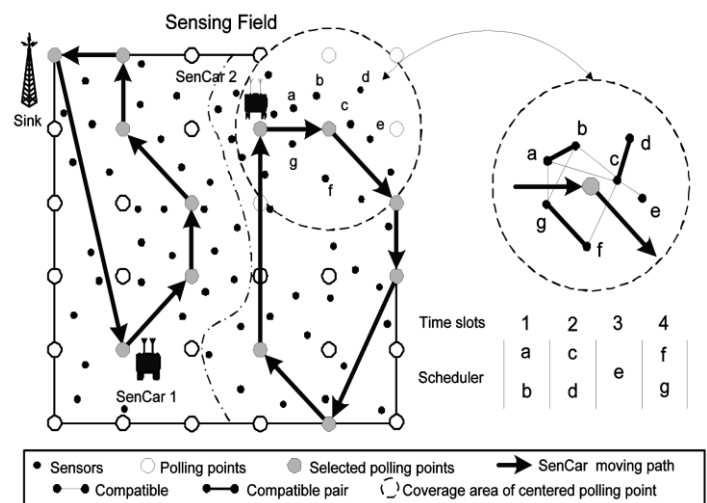 Sensing Field
Sink
SenCar 2
a
b
c
d
e
f
g
SenCar 1
a
b
c
d
e
f
g
Time slots 1 2 3 4
Scheduler
a c e f
b d g
Sensors Polling points Selected polling points SenCar moving path
Compatible Compatible pair Coverage area of centered polling point